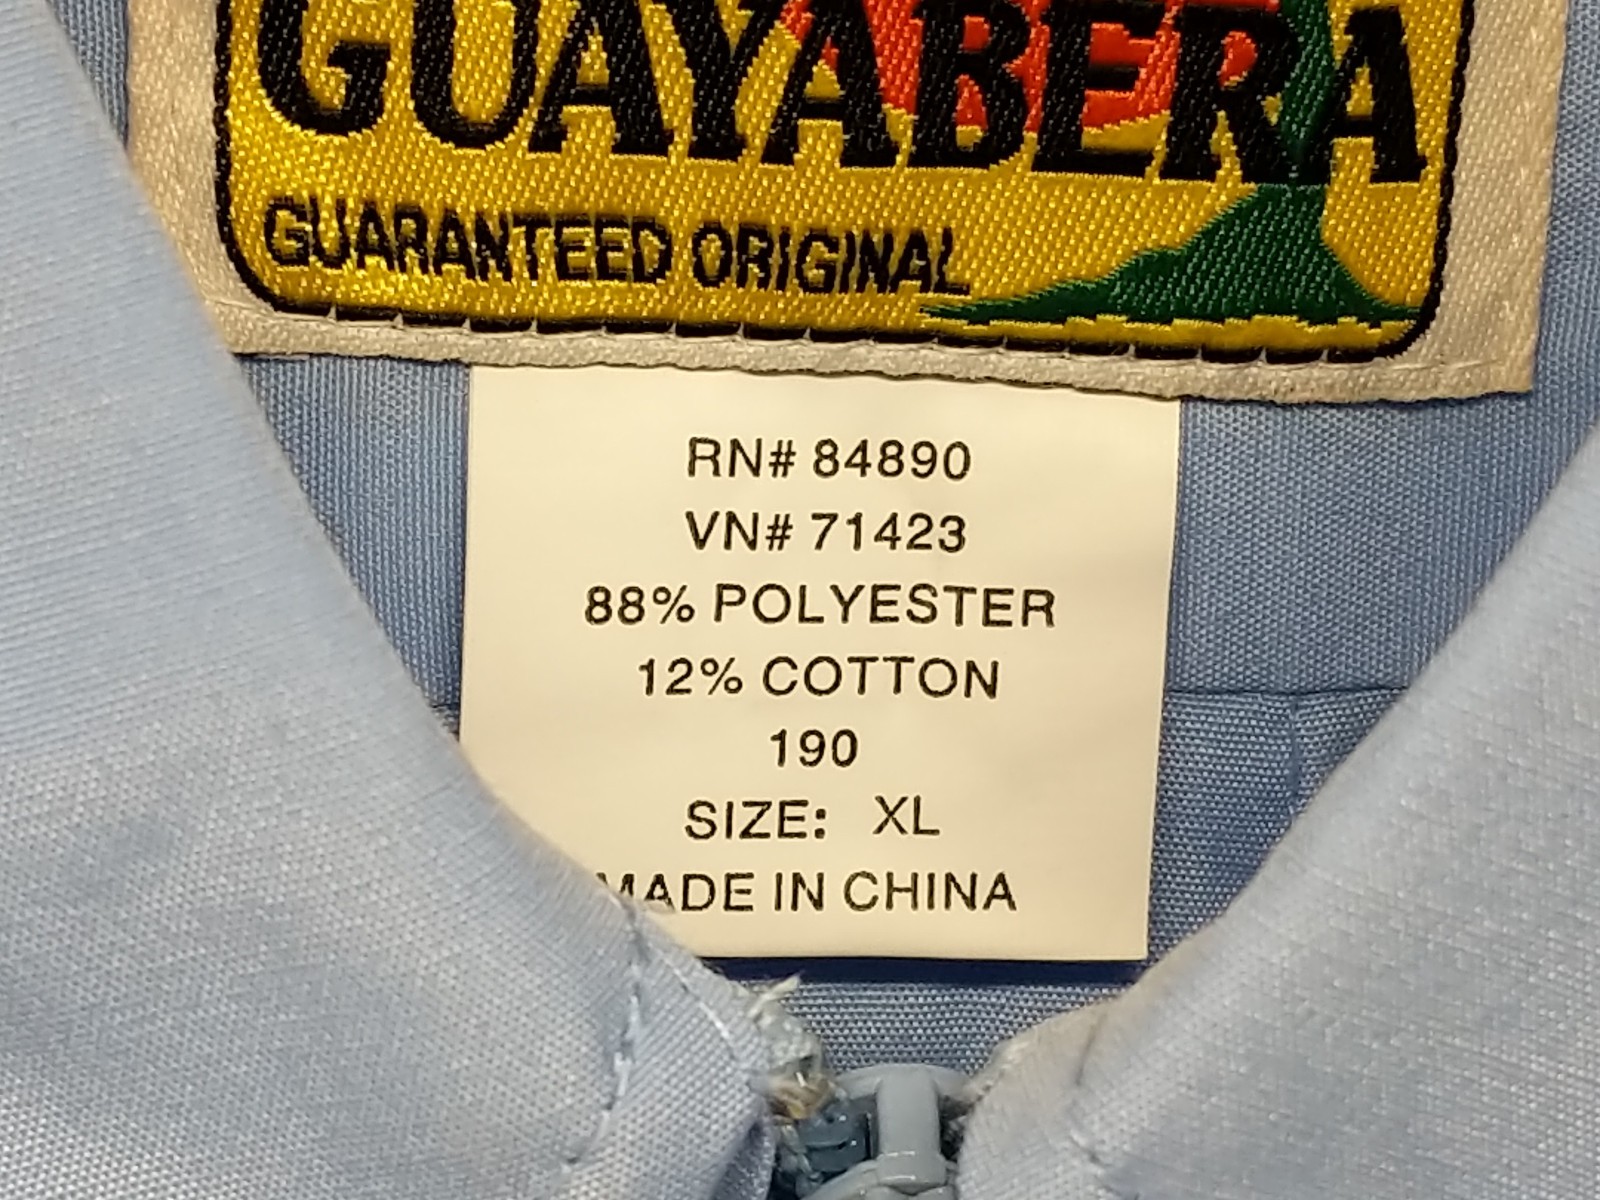 GUAYABERA
GUARANTEED ORIGINAL
RN# 84890
VN# 71423
88% POLYESTER
12% COTTON
190
SIZE: XL
MADE IN CHINA